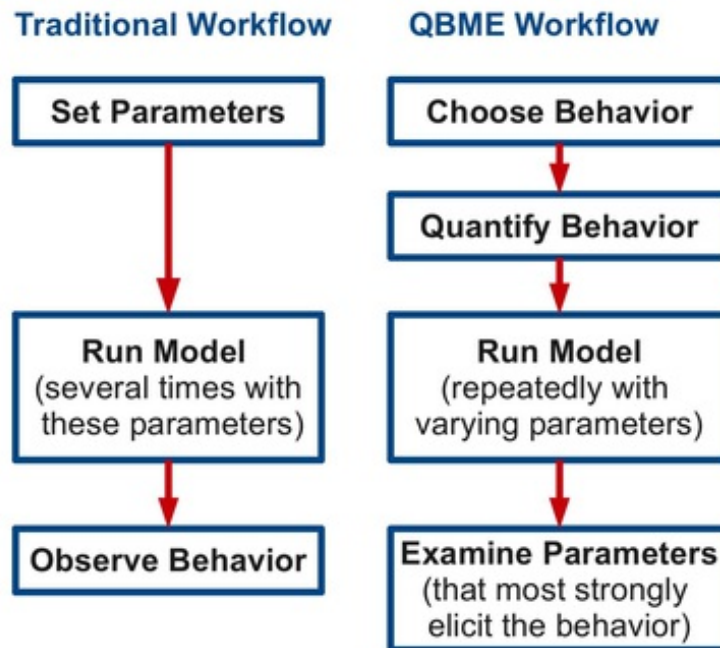 Traditional Workflow
Set Parameters
Run Model
(several times with
these parameters)
Observe Behavior
QBME Workflow
Choose Behavior
Quantify Behavior
Run Model
(repeatedly with
varying parameters)
Examine Parameters
(that most strongly
elicit the behavior)